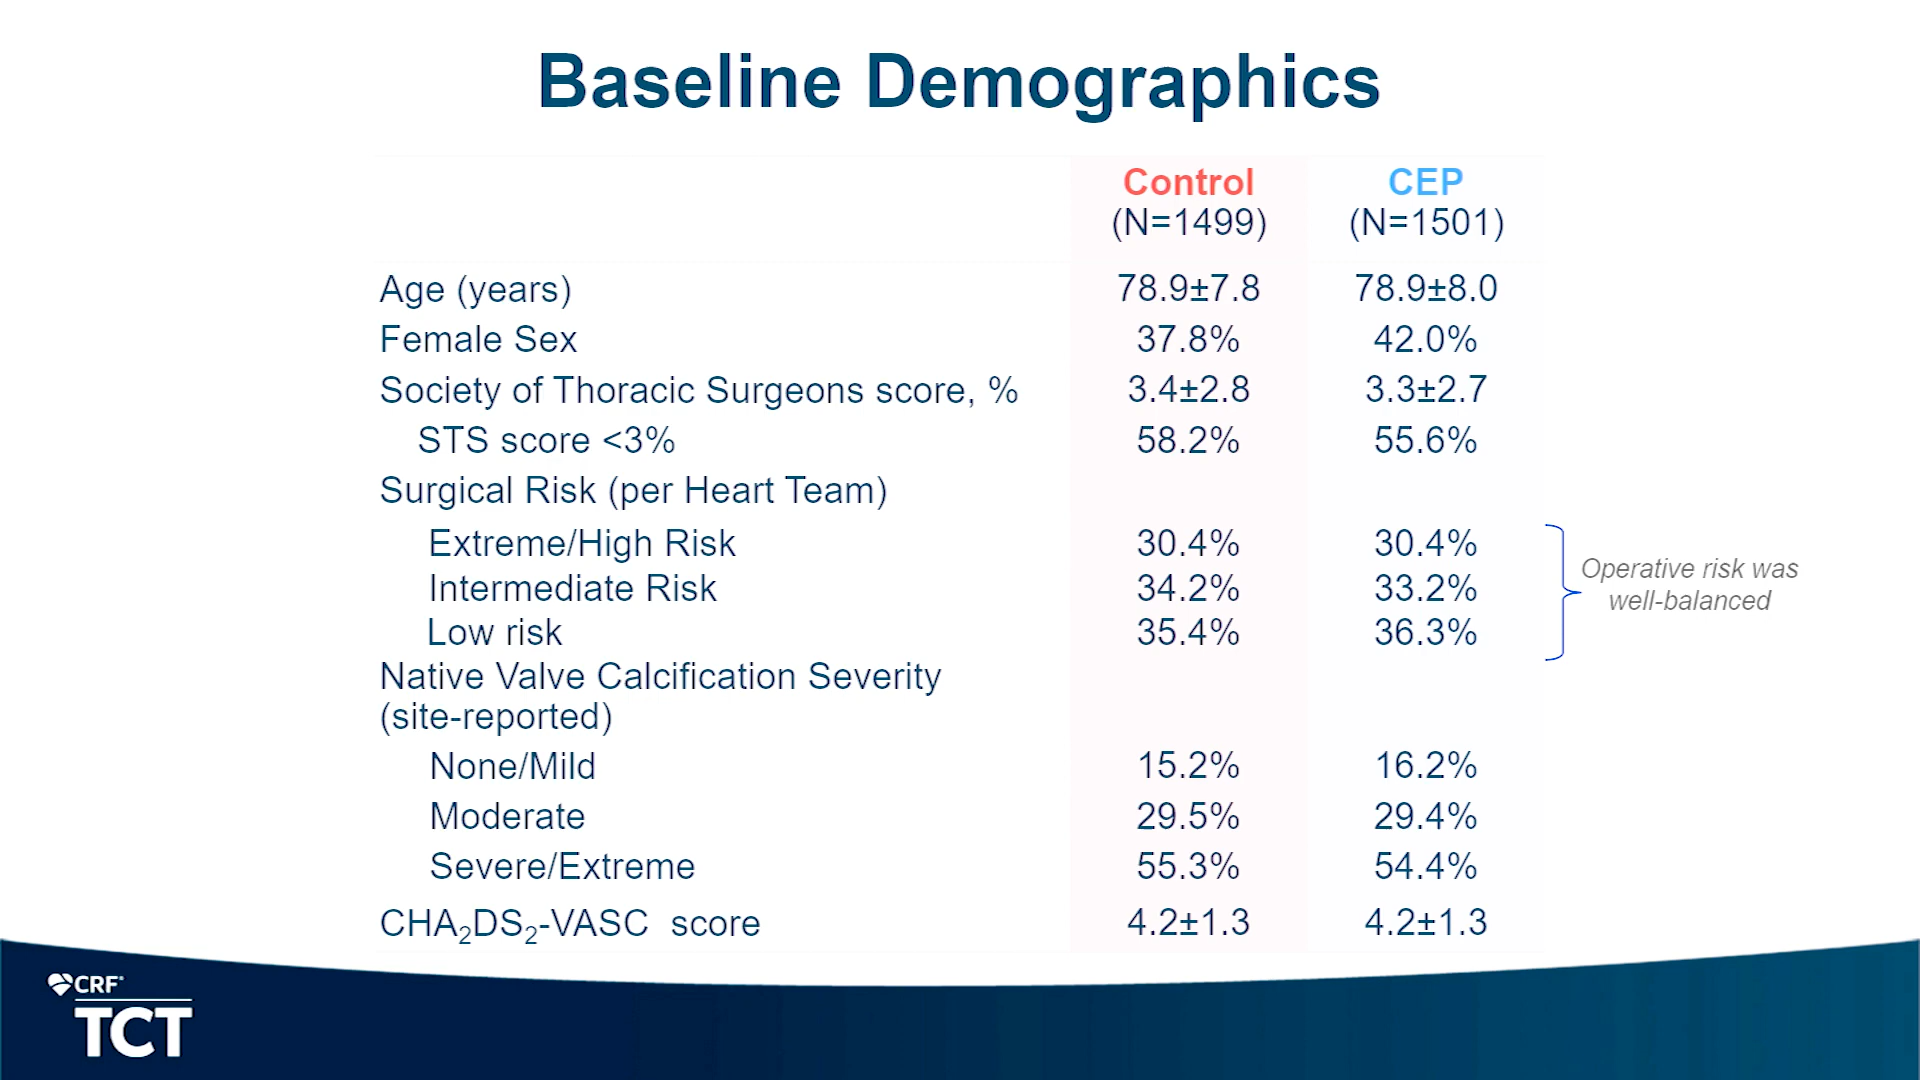 Baseline Demographics
Control CEP
(N=1499) (N=1501)
Age (years) 78.9±7.8 78.9±8.0
Female Sex 37.8% 42.0%
Society of Thoracic Surgeons score, % 3.4±2.8 3.3±2.7
STS score <3% 58.2% 55.6%
Surgical Risk (per Heart Team)
Extreme/High Risk 30.4% 30.4%
Intermediate Risk 34.2% 33.2%
Low risk 35.4% 36.3%
Operative risk was
well-balanced
Native Valve Calcification Severity
(site-reported)
None/Mild 15.2% 16.2%
Moderate 29.5% 29.4%
Severe/Extreme 55.3% 54.4%
CHA₂DS₂-VASC score 4.2±1.3 4.2±1.3
CRF®
TCT